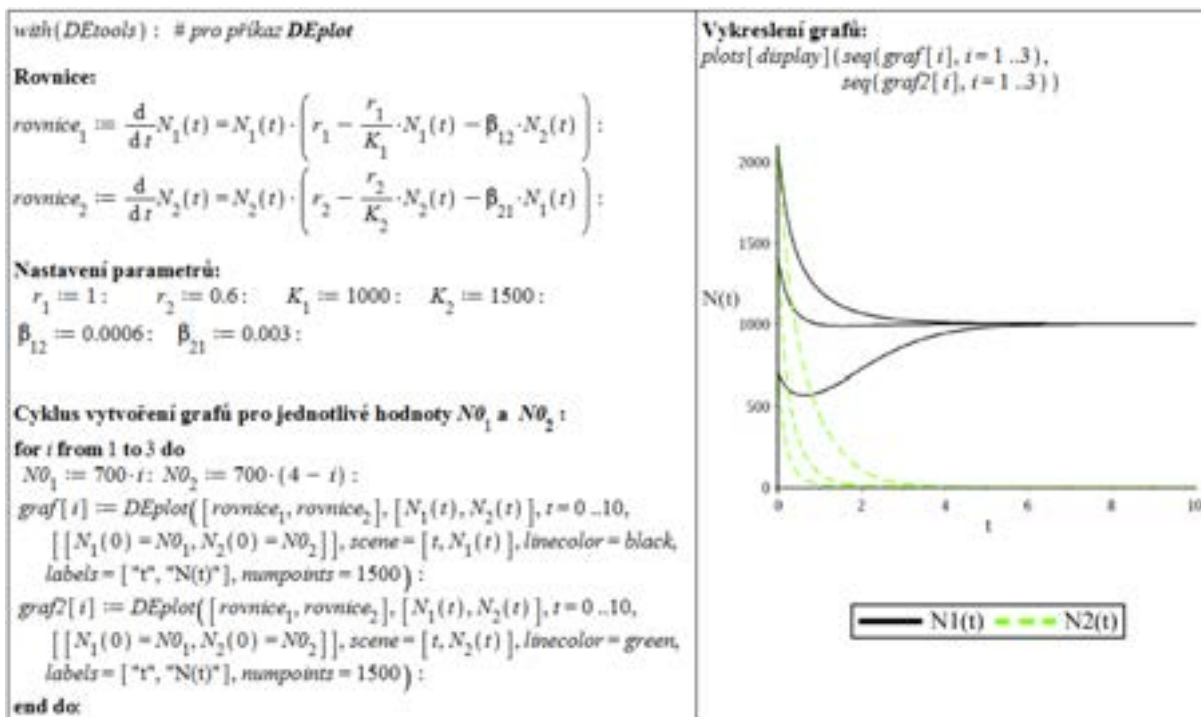 with(DEtools): # pro příkaz DEplot
Rovnice:
rovnice_1 := d/dt N_1(t) = N_1(t)·(r_1 − r_1/K_1·N_1(t) − β_12·N_2(t)):
rovnice_2 := d/dt N_2(t) = N_2(t)·(r_2 − r_2/K_2·N_2(t) − β_21·N_1(t)):
Nastavení parametrů:
r_1 := 1: r_2 := 0.6: K_1 := 1000: K_2 := 1500:
β_12 := 0.0006: β_21 := 0.003:
Cyklus vytvoření grafů pro jednotlivé hodnoty N0_1 a N0_2:
for i from 1 to 3 do
N0_1 := 700·i: N0_2 := 700·(4 − i):
graf[i] := DEplot([rovnice_1, rovnice_2], [N_1(t), N_2(t)], t=0..10,
[[N_1(0)=N0_1, N_2(0)=N0_2]], scene=[t, N_1(t)], linecolor=black,
labels=["t", "N(t)"], numpoints=1500):
graf2[i] := DEplot([rovnice_1, rovnice_2], [N_1(t), N_2(t)], t=0..10,
[[N_1(0)=N0_1, N_2(0)=N0_2]], scene=[t, N_2(t)], linecolor=green,
labels=["t", "N(t)"], numpoints=1500):
end do:
Vykreslení grafů:
plots[display](seq(graf[i], i=1..3),
seq(graf2[i], i=1..3))
2000
1500
N(t)
1000
500
0
0 2 4 6 8 10
t
N1(t) N2(t)